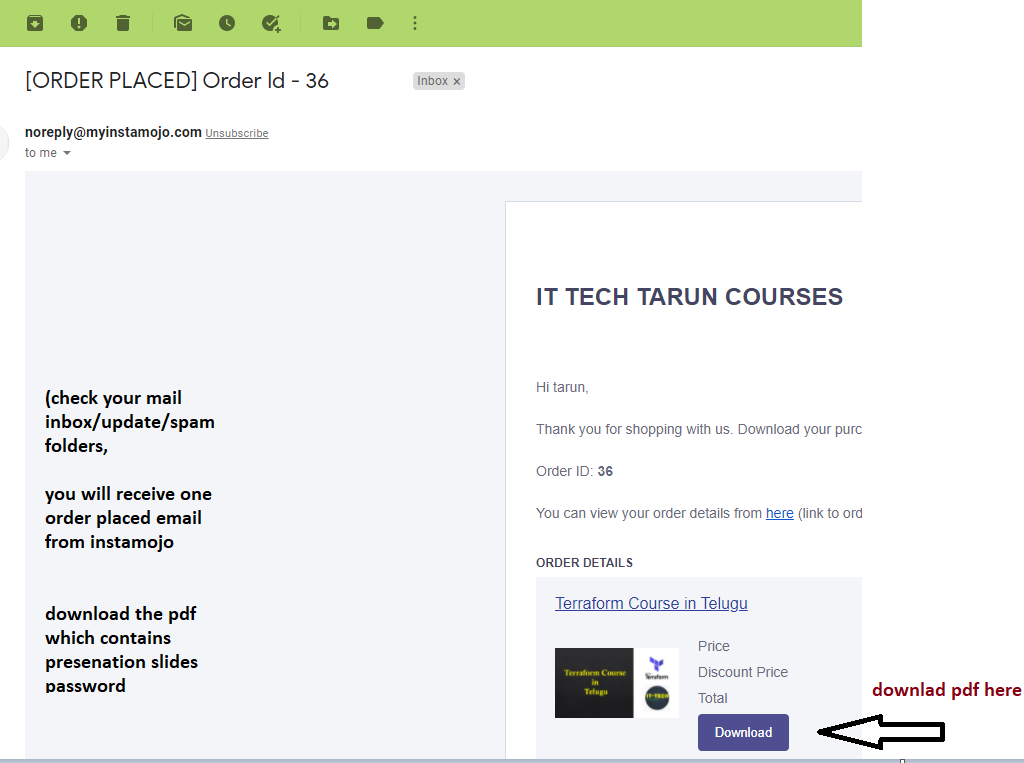 [ORDER PLACED] Order Id - 36
Inbox ×
noreply@myinstamojo.com Unsubscribe
to me
IT TECH TARUN COURSES
Hi tarun,
(check your mail
inbox/update/spam
folders,
Thank you for shopping with us. Download your purc
Order ID: 36
you will receive one
order placed email
from instamojo
You can view your order details from here (link to ord
ORDER DETAILS
Terraform Course in Telugu
download the pdf
which contains
presenation slides
password
Terraform Course
in
Telugu
Terraform
IT-TECH
Price
Discount Price
Total
Download
downlad pdf here